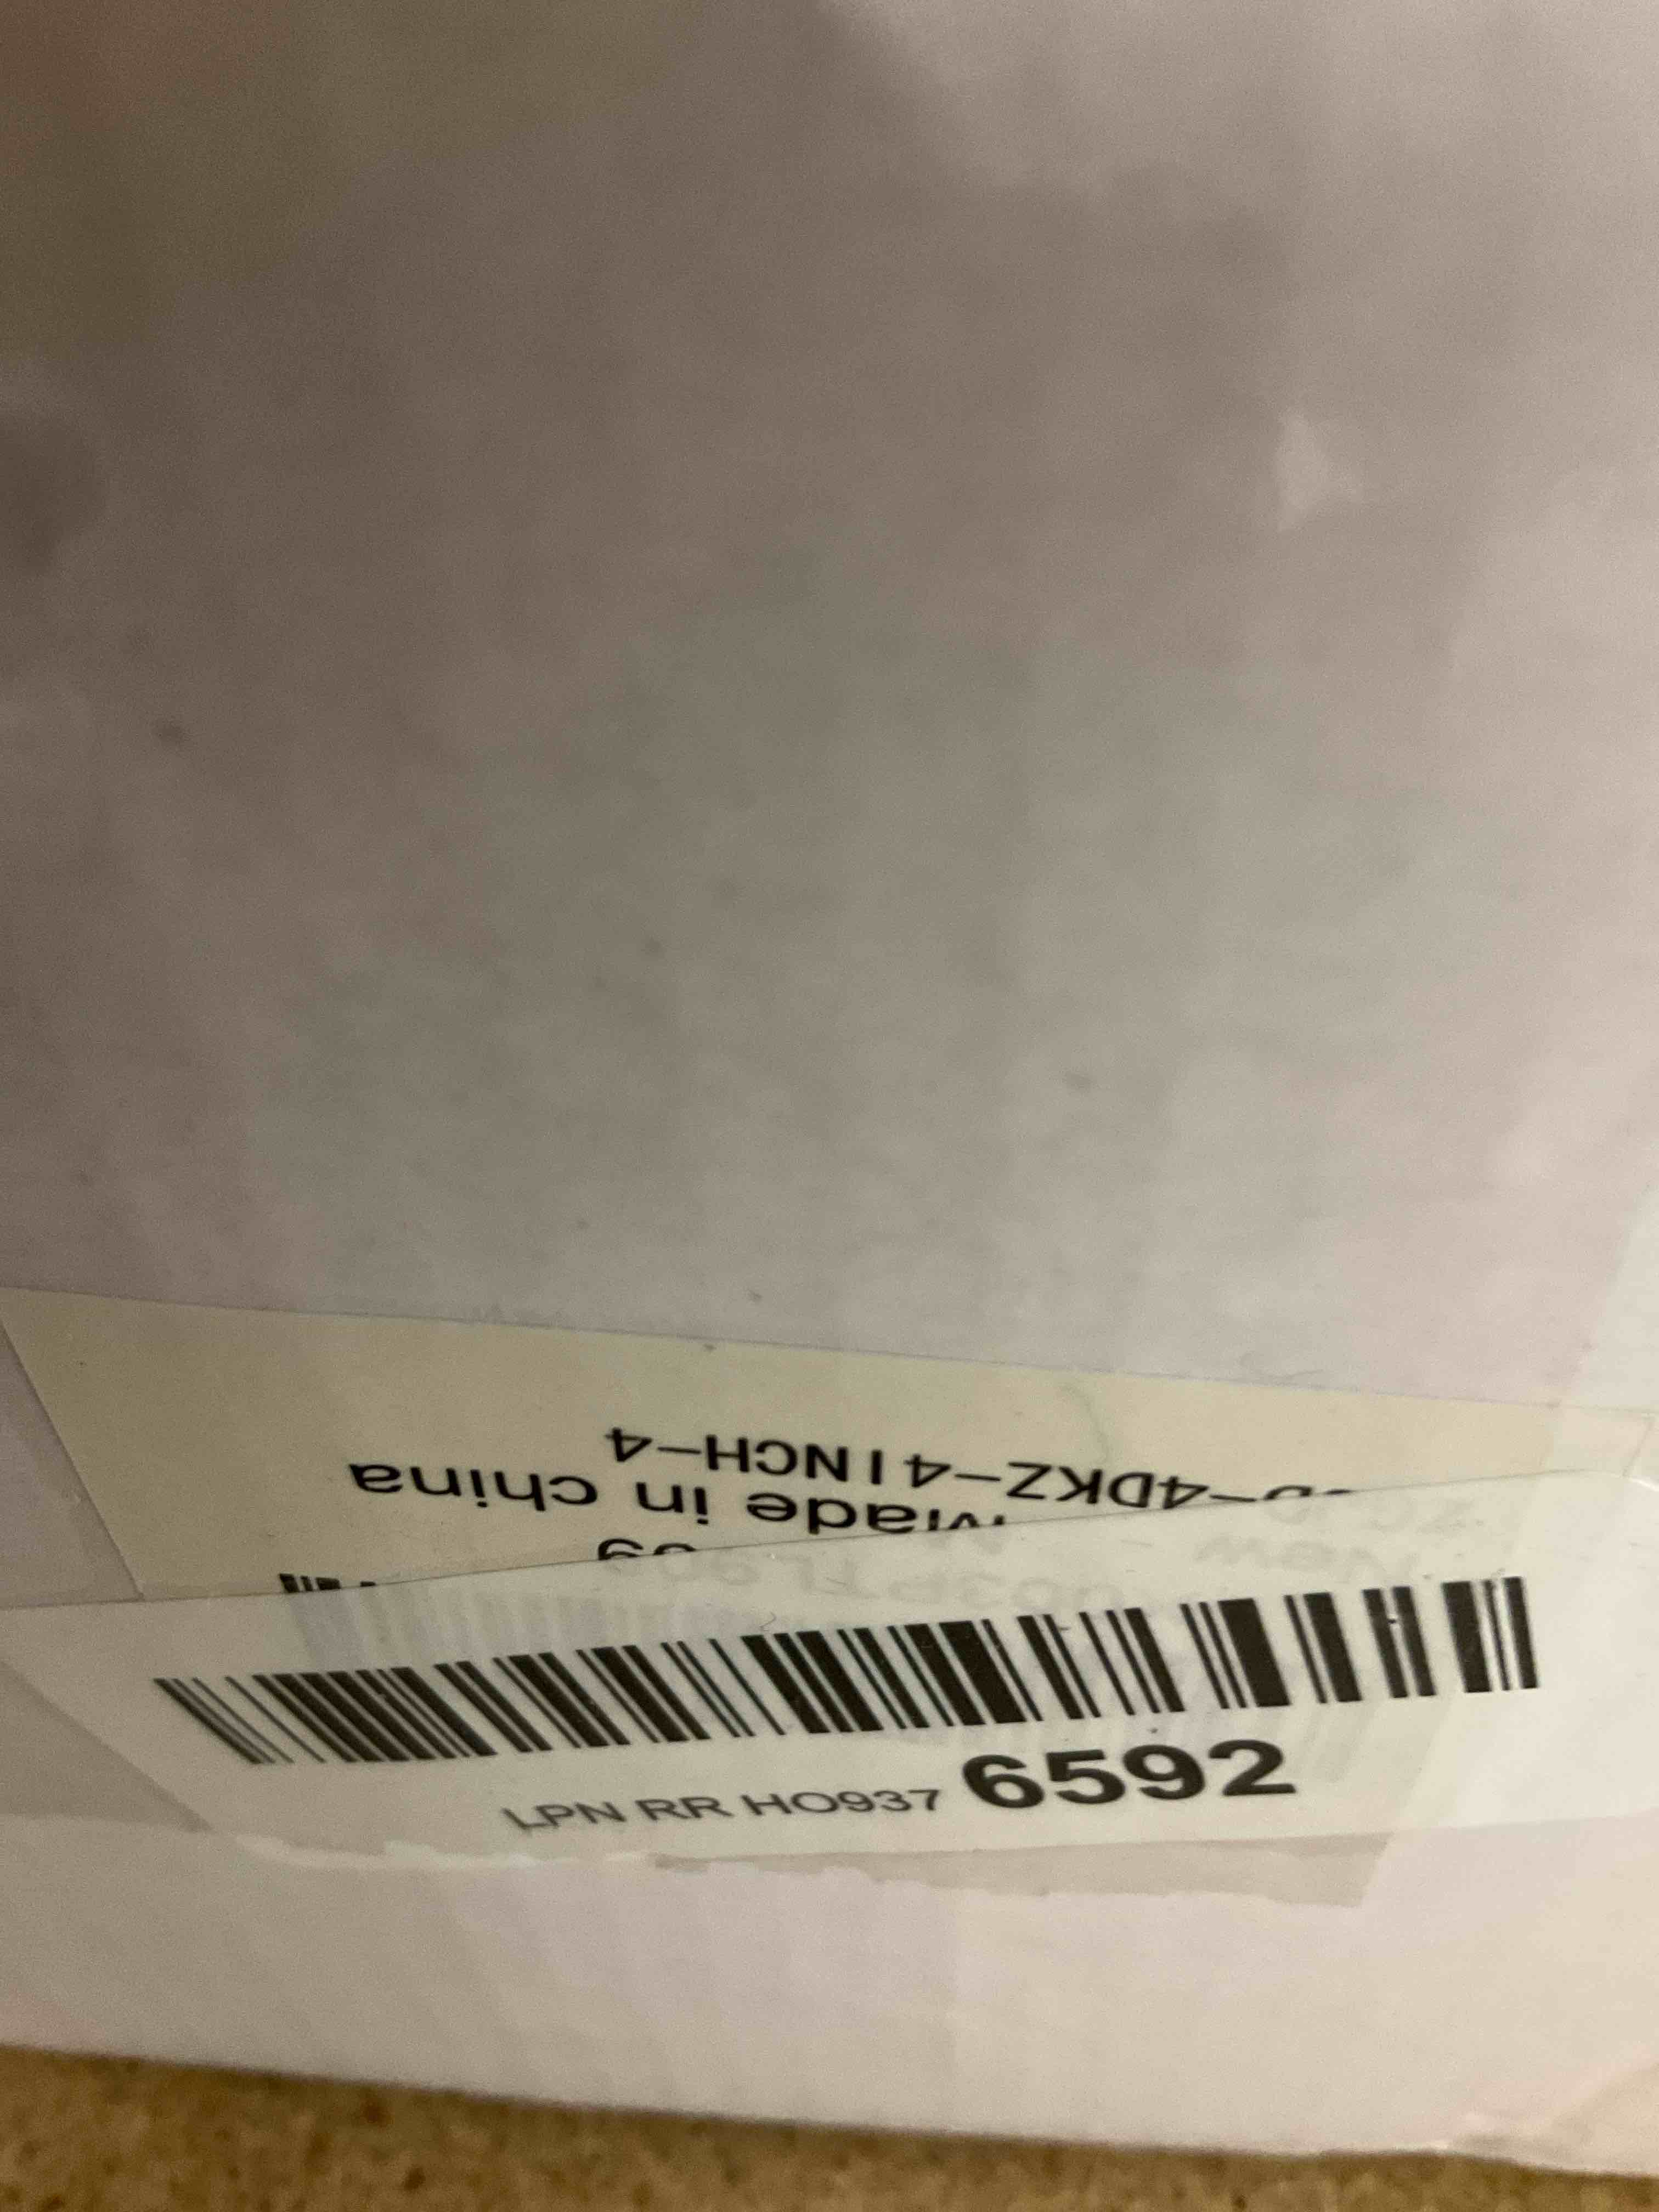 LPN RR HO937 6592
-4DKZ-4INCH-4
Made in china